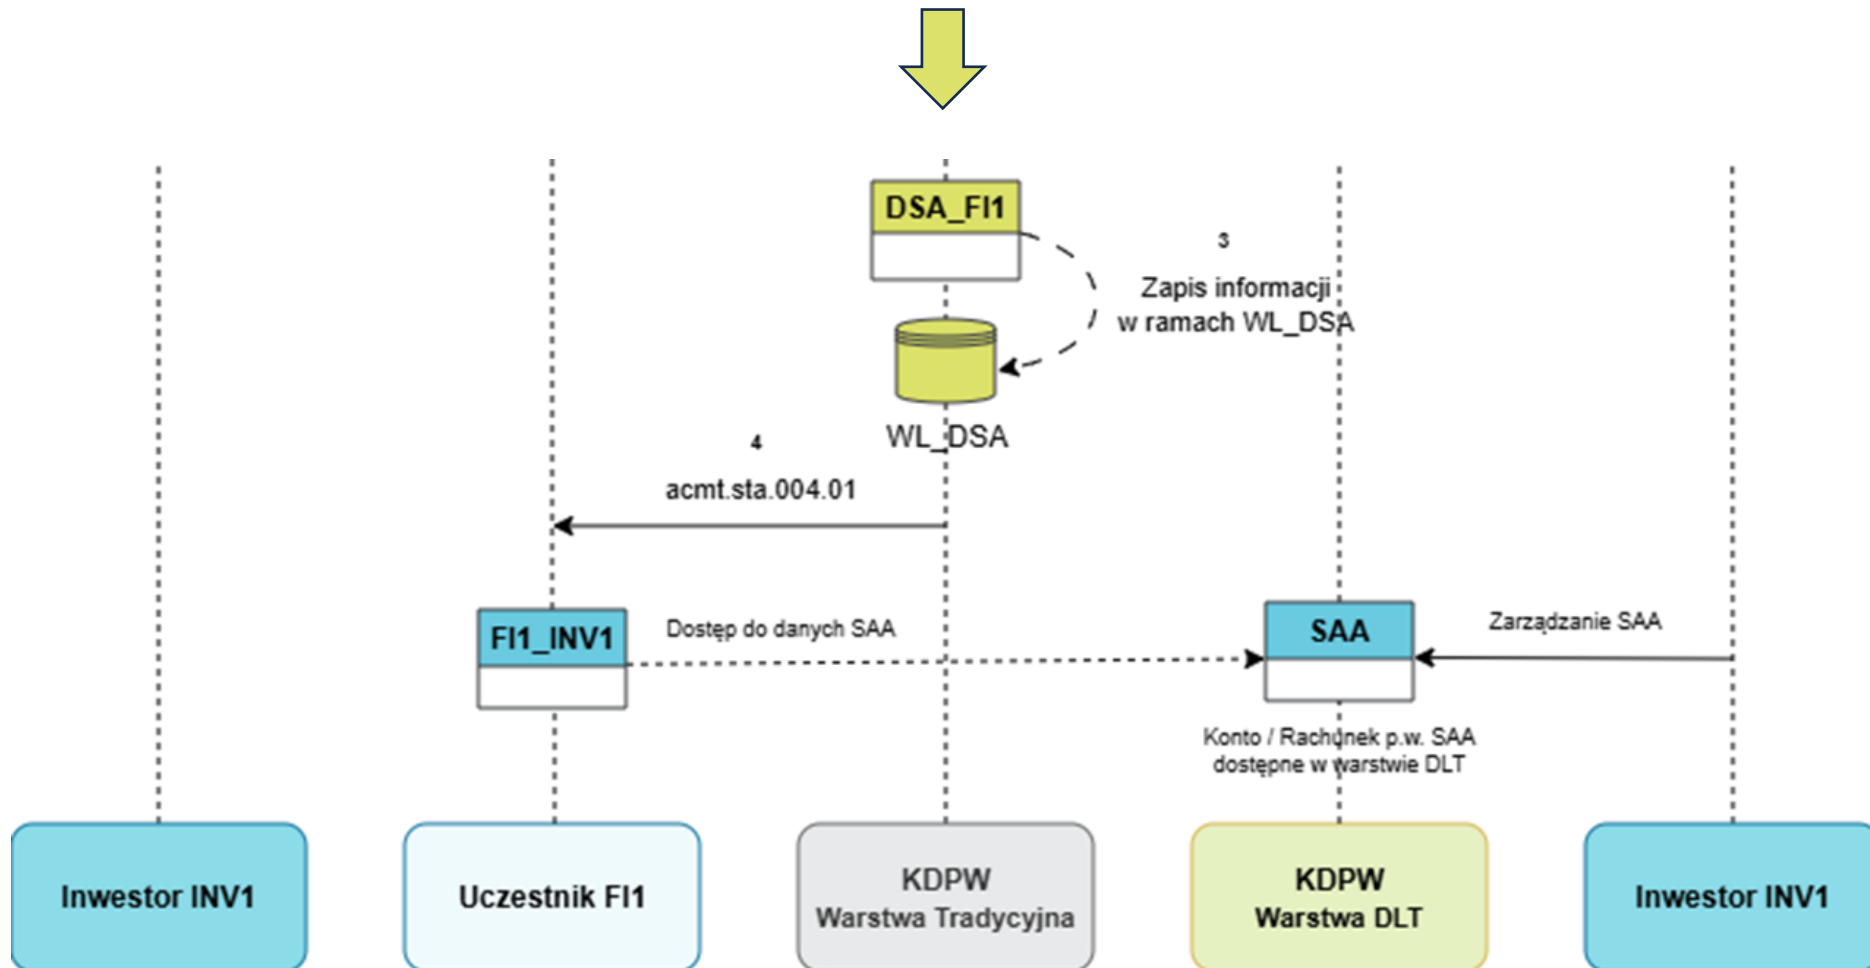 DSA_FI1
3
Zapis informacji
w ramach WL_DSA
WL_DSA
4
acmt.sta.004.01
FI1_INV1
Dostęp do danych SAA
SAA
Zarządzanie SAA
Konto / Rachunek p.w. SAA
dostępne w warstwie DLT
Inwestor INV1
Uczestnik FI1
KDPW
Warstwa Tradycyjna
KDPW
Warstwa DLT
Inwestor INV1